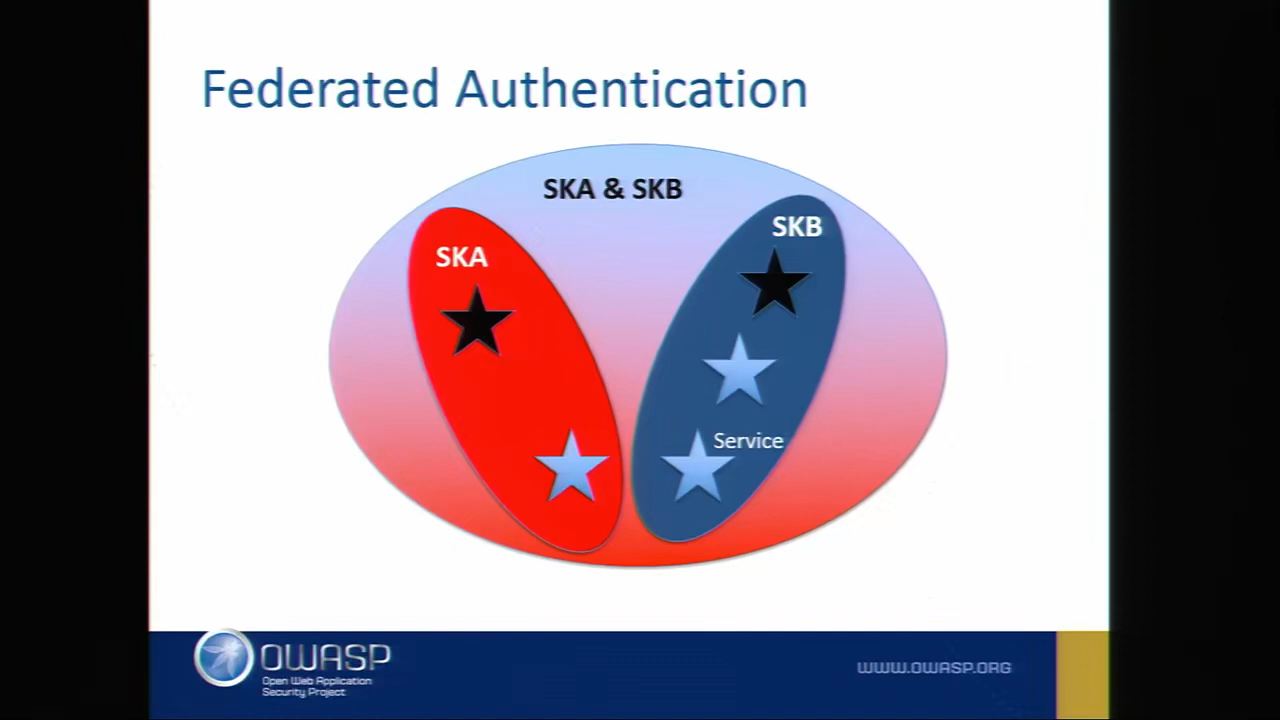 Federated Authentication
SKA & SKB
SKA
SKB
Service
OWASP
Open Web Application
Security Project
WWW.OWASP.ORG